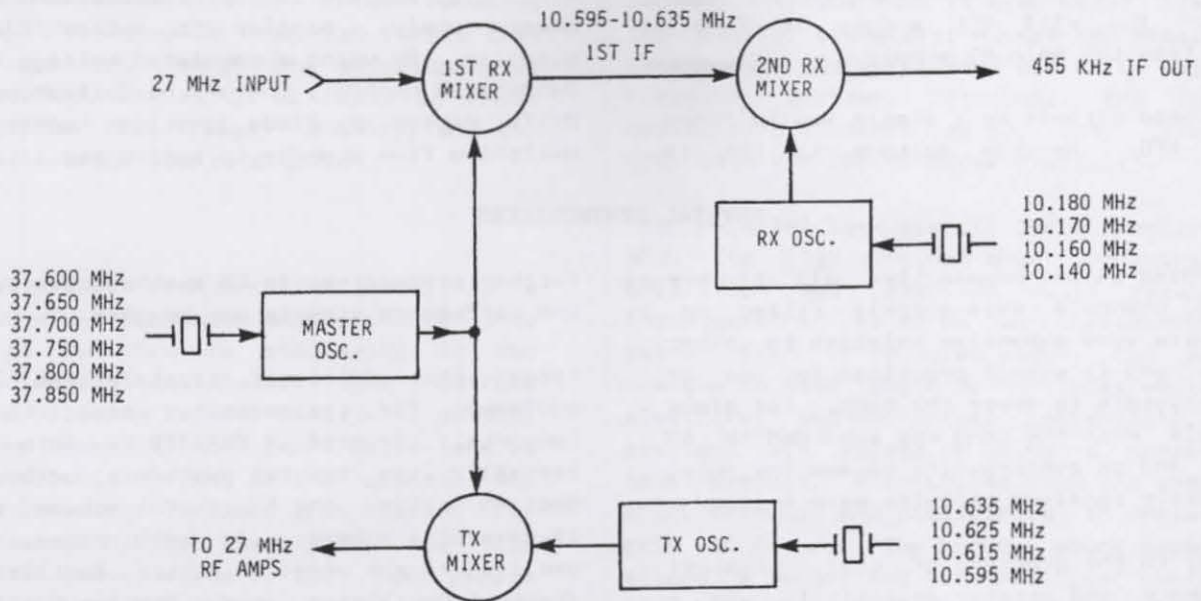 10.595-10.635 MHz
1ST IF
27 MHz INPUT
1ST RX
MIXER
2ND RX
MIXER
455 KHz IF OUT
RX OSC.
10.180 MHz
10.170 MHz
10.160 MHz
10.140 MHz
37.600 MHz
37.650 MHz
37.700 MHz
37.750 MHz
37.800 MHz
37.850 MHz
MASTER
OSC.
TO 27 MHz
RF AMPS
TX
MIXER
TX OSC.
10.635 MHz
10.625 MHz
10.615 MHz
10.595 MHz